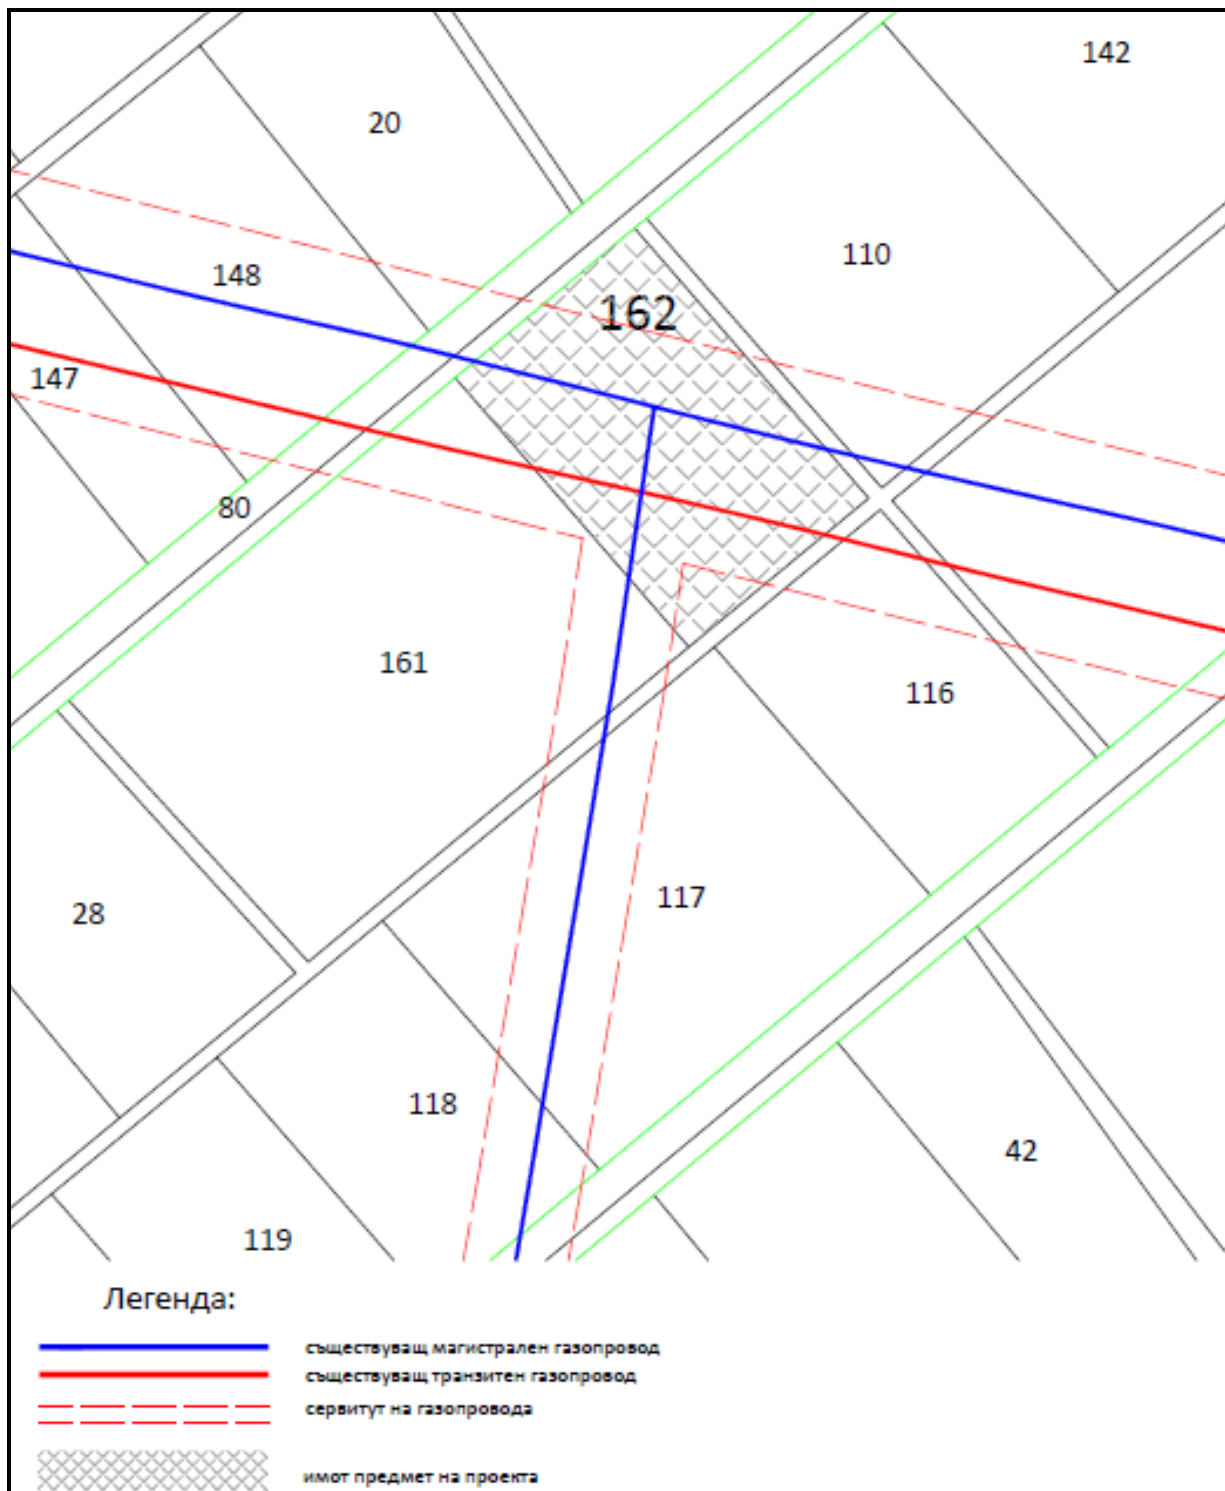 142
20
110
148
162
147
80
161
116
117
28
118
42
119
Легенда:
съществуващ магистрален газопровод
съществуващ транзитен газопровод
сервитут на газопровода
имот предмет на проекта